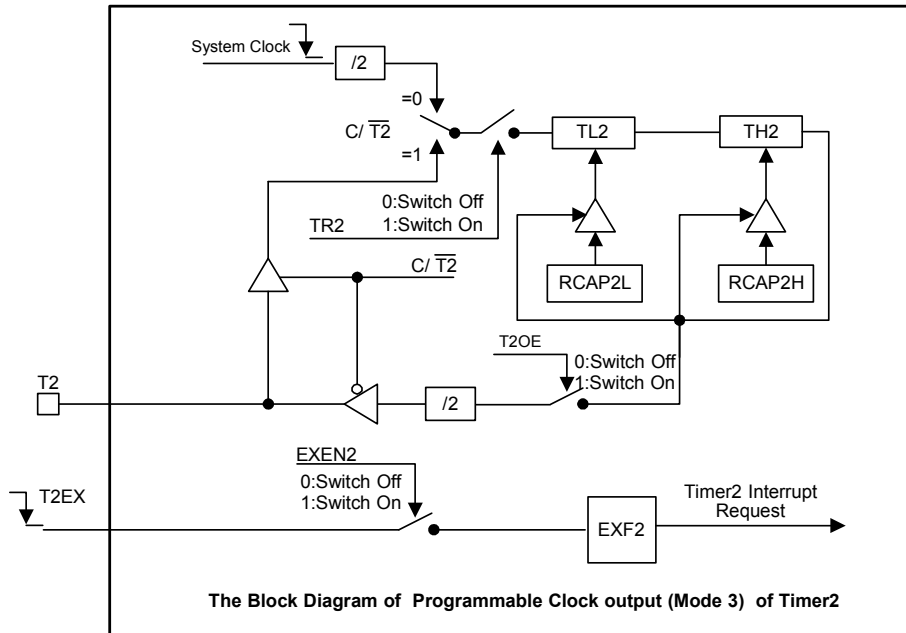 System Clock
/2
=0
C/ T2
=1
TL2
TH2
0:Switch Off
1:Switch On
TR2
C/ T2
RCAP2L
RCAP2H
T2OE
0:Switch Off
1:Switch On
T2
/2
EXEN2
0:Switch Off
1:Switch On
T2EX
EXF2
Timer2 Interrupt
Request
The Block Diagram of Programmable Clock output (Mode 3) of Timer2